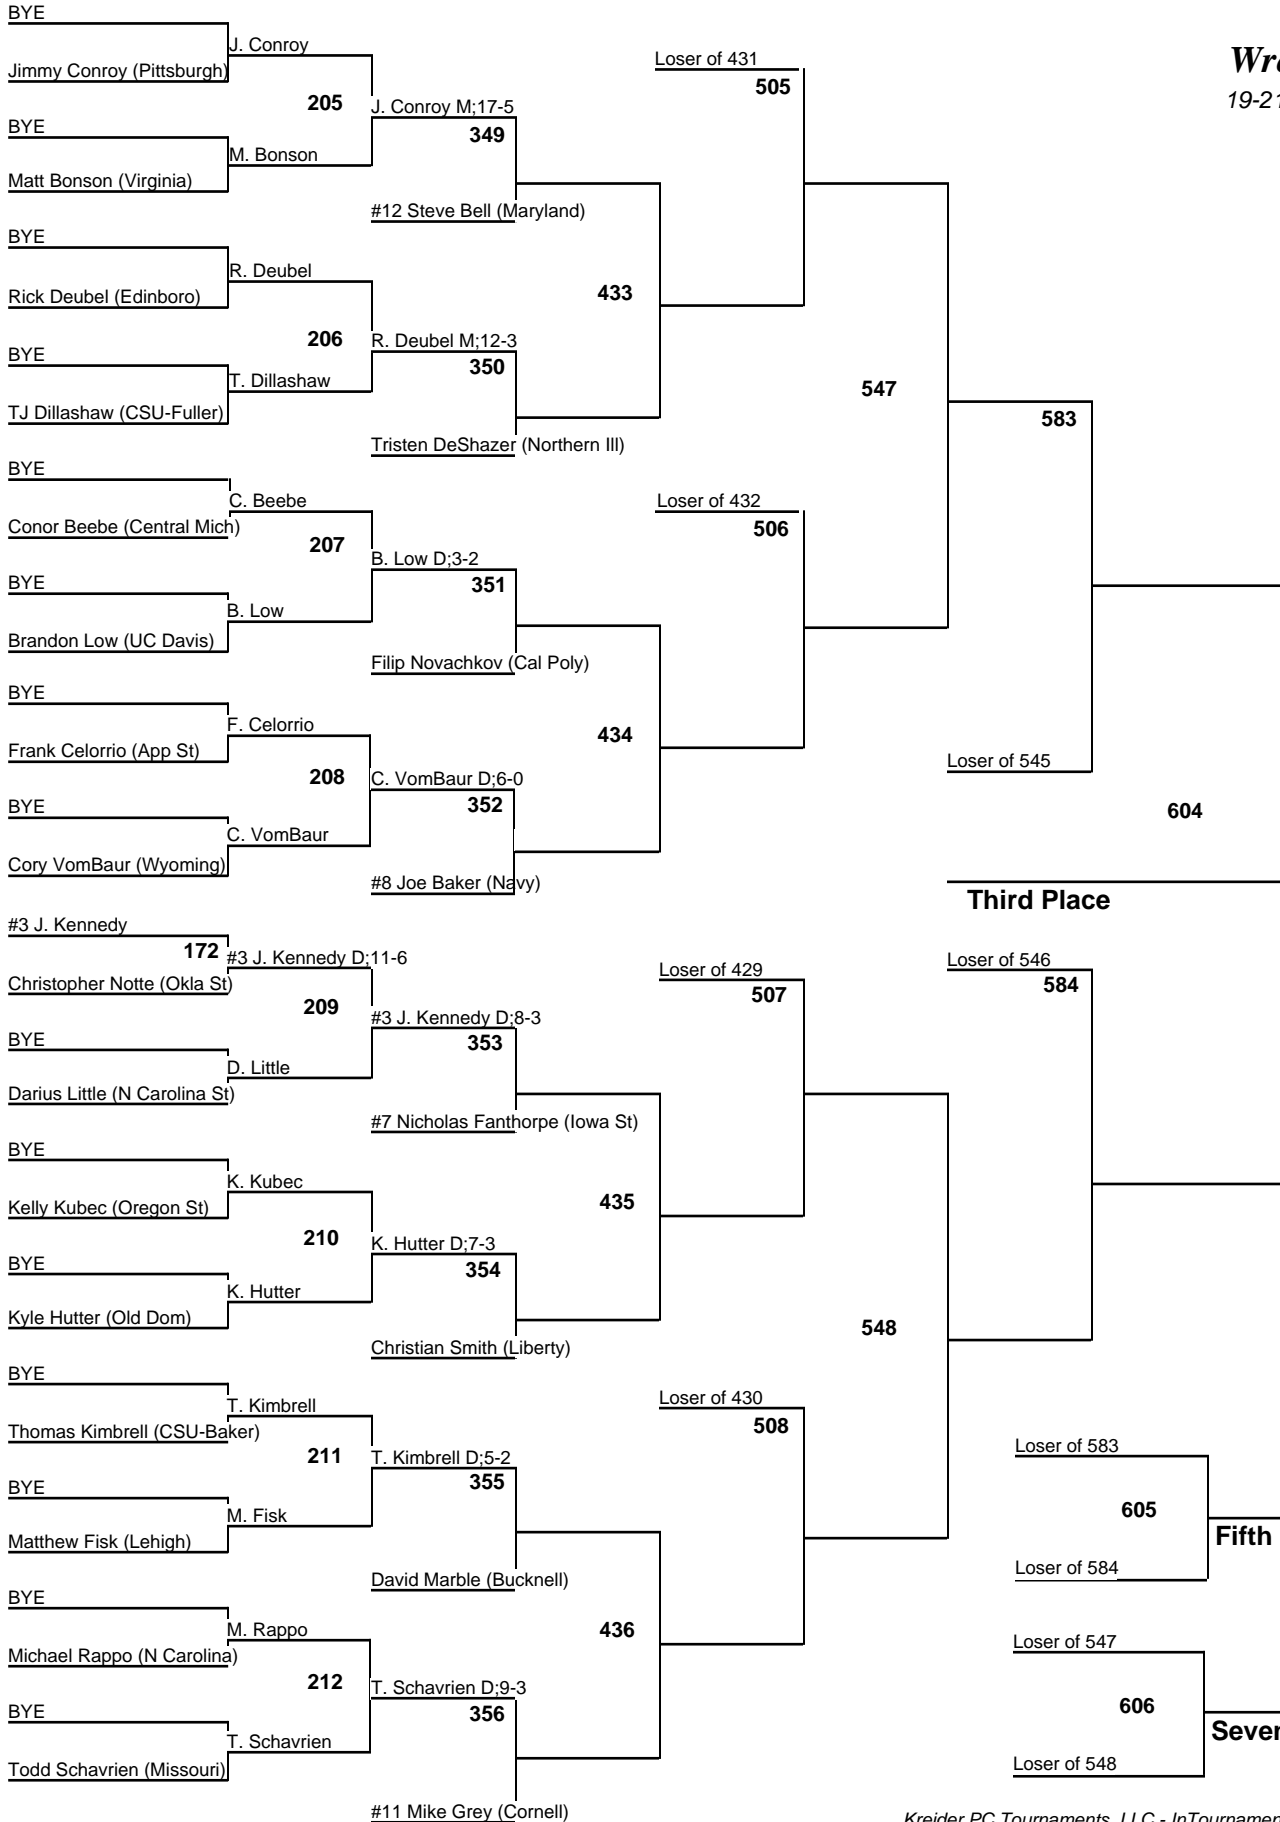 BYE
J. Conroy
Loser of 431
Wr
Jimmy Conroy (Pittsburgh)
505
205
19-21
J. Conroy M;17-5
BYE
349
M. Bonson
Matt Bonson (Virginia)
#12 Steve Bell (Maryland)
BYE
R. Deubel
Rick Deubel (Edinboro)
433
206
R. Deubel M;12-3
BYE
350
T. Dillashaw
547
TJ Dillashaw (CSU-Fuller)
583
Tristen DeShazer (Northern Ill)
BYE
C. Beebe
Loser of 432
Conor Beebe (Central Mich)
506
207
B. Low D;3-2
BYE
351
B. Low
Brandon Low (UC Davis)
Filip Novachkov (Cal Poly)
BYE
F. Celorrio
434
Frank Celorrio (App St)
Loser of 545
208
C. VomBaur D;6-0
BYE
352
604
C. VomBaur
Cory VomBaur (Wyoming)
#8 Joe Baker (Navy)
Third Place
#3 J. Kennedy
172
#3 J. Kennedy D;11-6
Loser of 546
Loser of 429
Christopher Notte (Okla St)
584
507
209
#3 J. Kennedy D;8-3
BYE
353
D. Little
Darius Little (N Carolina St)
#7 Nicholas Fanthorpe (Iowa St)
BYE
K. Kubec
435
Kelly Kubec (Oregon St)
210
K. Hutter D;7-3
BYE
354
K. Hutter
Kyle Hutter (Old Dom)
548
Christian Smith (Liberty)
BYE
Loser of 430
T. Kimbrell
508
Thomas Kimbrell (CSU-Baker)
Loser of 583
211
T. Kimbrell D;5-2
355
BYE
605
M. Fisk
Fifth
Matthew Fisk (Lehigh)
Loser of 584
David Marble (Bucknell)
BYE
M. Rappo
436
Loser of 547
Michael Rappo (N Carolina)
212
T. Schavrien D;9-3
606
BYE
356
Seven
T. Schavrien
Loser of 548
Todd Schavrien (Missouri)
#11 Mike Grey (Cornell)
Kreider PC Tournaments, LLC - InTournamen